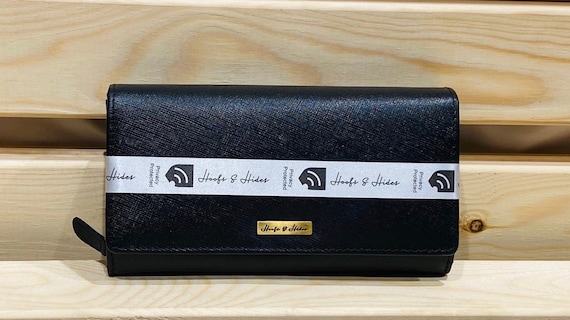 Hides
Privacy
Protected
Hoofs & Hides
Privacy
Protected
Hoofs & Hides
Privacy
Protected
Hoofs & Hides